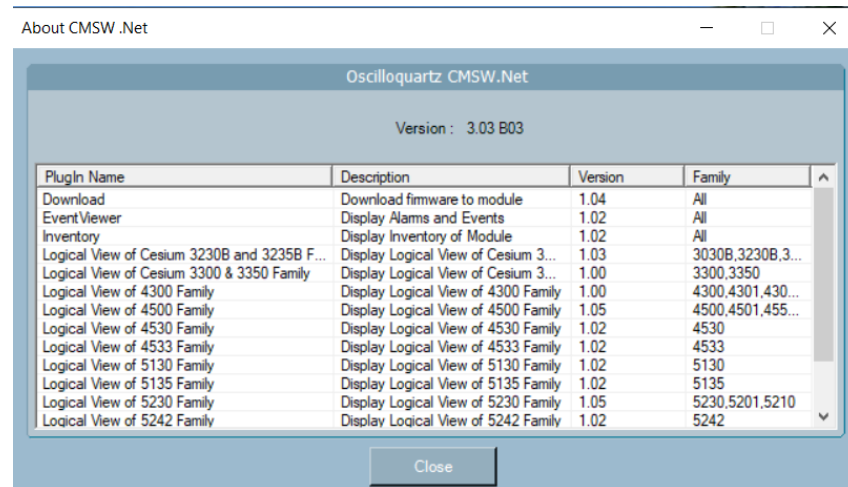 About CMSW .Net
Oscilloquartz CMSW.Net
Version : 3.03 B03
PlugIn Name Description Version Family
Download Download firmware to module 1.04 All
EventViewer Display Alarms and Events 1.02 All
Inventory Display Inventory of Module 1.02 All
Logical View of Cesium 3230B and 3235B F... Display Logical View of Cesium 3... 1.03 3030B,3230B,3...
Logical View of Cesium 3300 & 3350 Family Display Logical View of Cesium 3... 1.00 3300,3350
Logical View of 4300 Family Display Logical View of 4300 Family 1.00 4300,4301,430...
Logical View of 4500 Family Display Logical View of 4500 Family 1.05 4500,4501,455...
Logical View of 4530 Family Display Logical View of 4530 Family 1.02 4530
Logical View of 4533 Family Display Logical View of 4533 Family 1.02 4533
Logical View of 5130 Family Display Logical View of 5130 Family 1.02 5130
Logical View of 5135 Family Display Logical View of 5135 Family 1.02 5135
Logical View of 5230 Family Display Logical View of 5230 Family 1.05 5230,5201,5210
Logical View of 5242 Family Display Logical View of 5242 Family 1.02 5242
Close